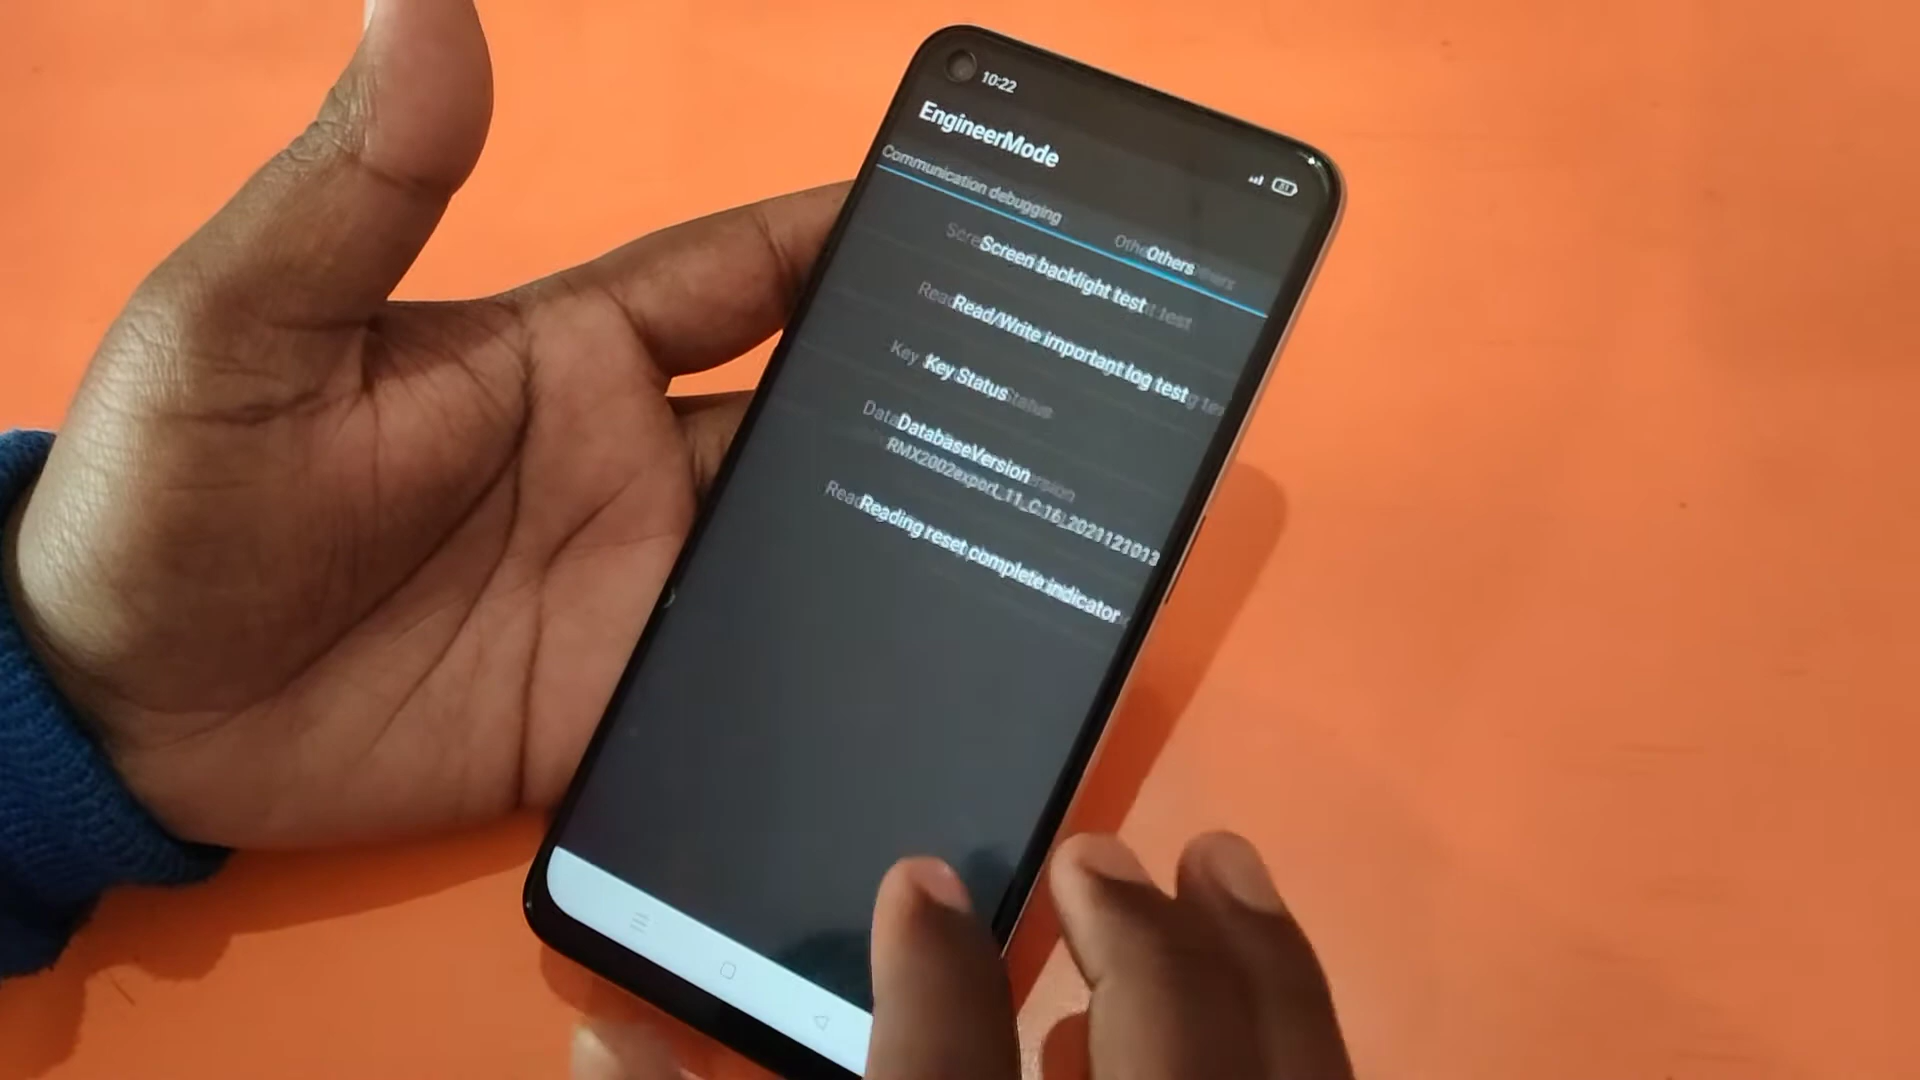 10:22
EngineerMode
Communication debugging
Others
Screen backlight test
Read/Write important log test
Key Status
DatabaseVersion
RMX2002export_11_C.16_2021121013
Reading reset complete indicator